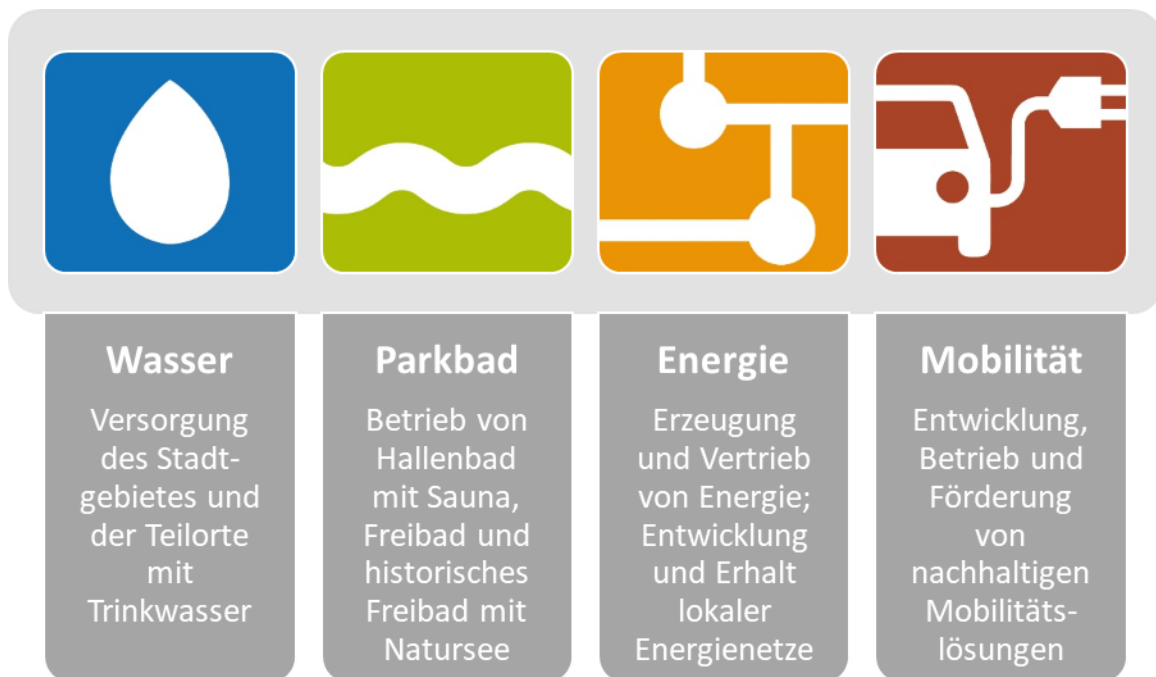 Wasser
Versorgung
des Stadt-
gebietes und
der Teilorte
mit
Trinkwasser
Parkbad
Betrieb von
Hallenbad
mit Sauna,
Freibad und
historisches
Freibad mit
Natursee
Energie
Erzeugung
und Vertrieb
von Energie;
Entwicklung
und Erhalt
lokaler
Energienetze
Mobilität
Entwicklung,
Betrieb und
Förderung
von
nachhaltigen
Mobilitäts-
lösungen